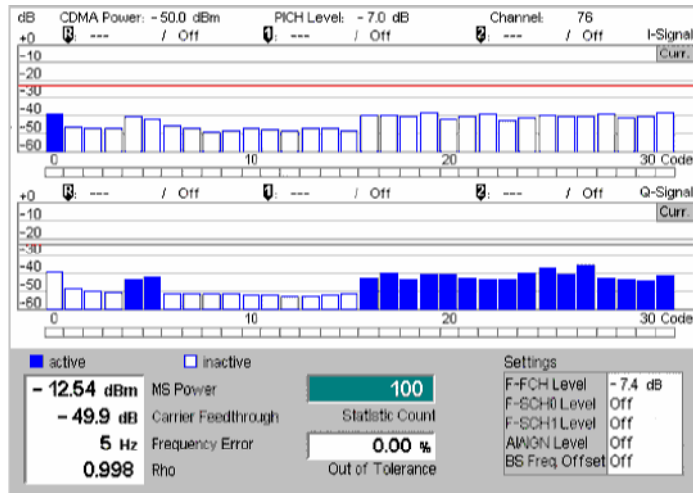 dB CDMA Power: - 50.0 dBm PICH Level: - 7.0 dB Channel: 76
+0 R: --- / Off 1: --- / Off 2: --- / Off I-Signal
-10 Curr.
-20
-30
-40
-50
-60
0 10 20 30 Code
+0 R: --- / Off 1: --- / Off 2: --- / Off Q-Signal
-10 Curr.
-20
-30
-40
-50
-60
0 10 20 30 Code
active inactive Settings
- 12.54 dBm MS Power 100 F-FCH Level - 7.4 dB
- 49.9 dB Carrier Feedthrough Statistic Count F-SCH0 Level Off
F-SCH1 Level Off
5 Hz Frequency Error 0.00 % AWGN Level Off
0.998 Rho Out of Tolerance BS Freq. Offset Off